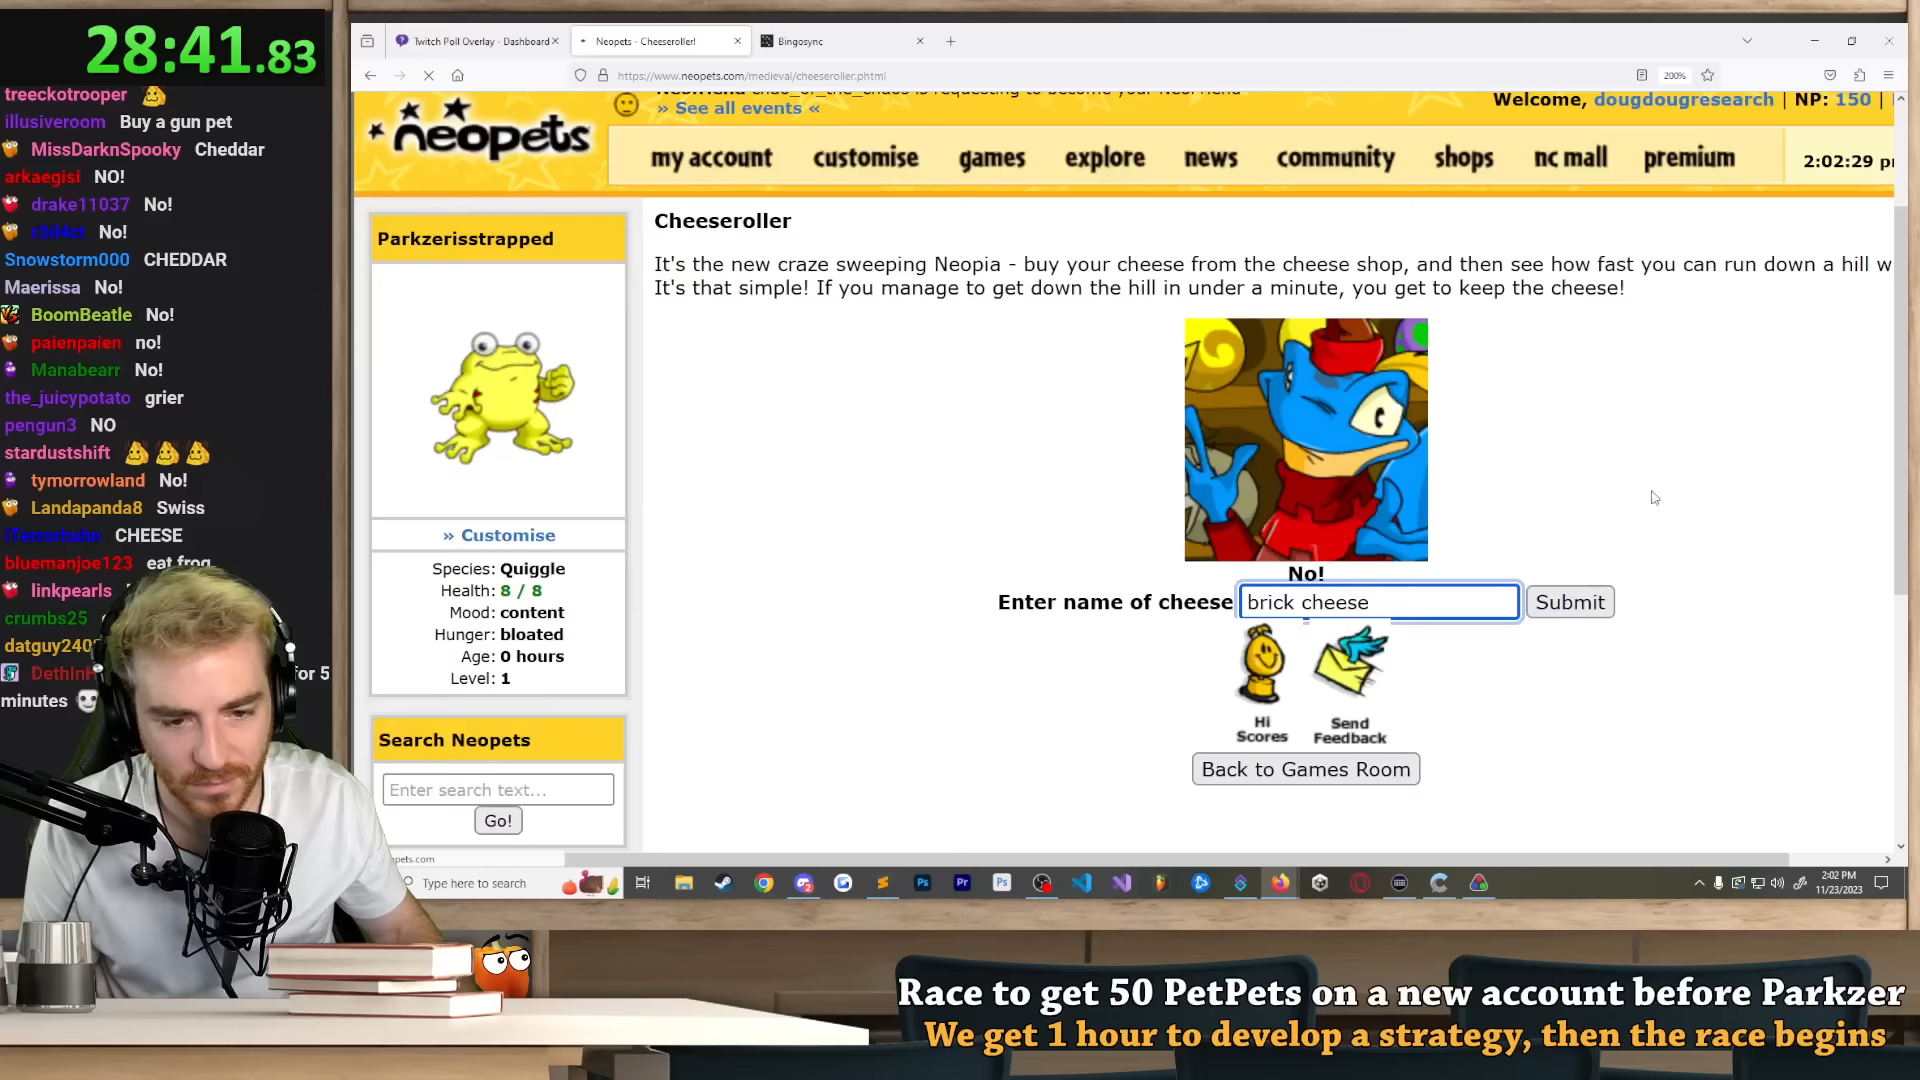 28:41.83
treeckotrooper
illusiveroom Buy a gun pet
MissDarknSpooky Cheddar
arkaegisi NO!
drake11037 No!
r3d4ct No!
Snowstorm000 CHEDDAR
Maerissa No!
BoomBeatle No!
paienpaien no!
Manabearr No!
the_juicypotato grier
pengun3 NO
stardustshift
tymorrowland No!
Landapanda8 Swiss
iTerrorhuhn CHEESE
bluemanjoe123 eat frog
linkpearls
crumbs25
for 5
minutes
Twitch Poll Overlay - Dashboard
Neopets - Cheeseroller!
Bingosync
https://www.neopets.com/medieval/cheeseroller.phtml
200%
» See all events «
Welcome, dougdougresearch | NP: 150 |
neopets
my account customise games explore news community shops nc mall premium
2:02:29
Parkzerisstrapped
» Customise
Species: Quiggle
Health: 8 / 8
Mood: content
Hunger: bloated
Age: 0 hours
Level: 1
Search Neopets
Enter search text...
Go!
Cheeseroller
It's the new craze sweeping Neopia - buy your cheese from the cheese shop, and then see how fast you can run down a hill w
It's that simple! If you manage to get down the hill in under a minute, you get to keep the cheese!
No!
Enter name of cheese brick cheese Submit
Hi Scores
Send Feedback
Back to Games Room
pets.com
Type here to search
Ps
Pr
Ps
2:02 PM
11/23/2023
Race to get 50 PetPets on a new account before Parkzer
We get 1 hour to develop a strategy, then the race begins